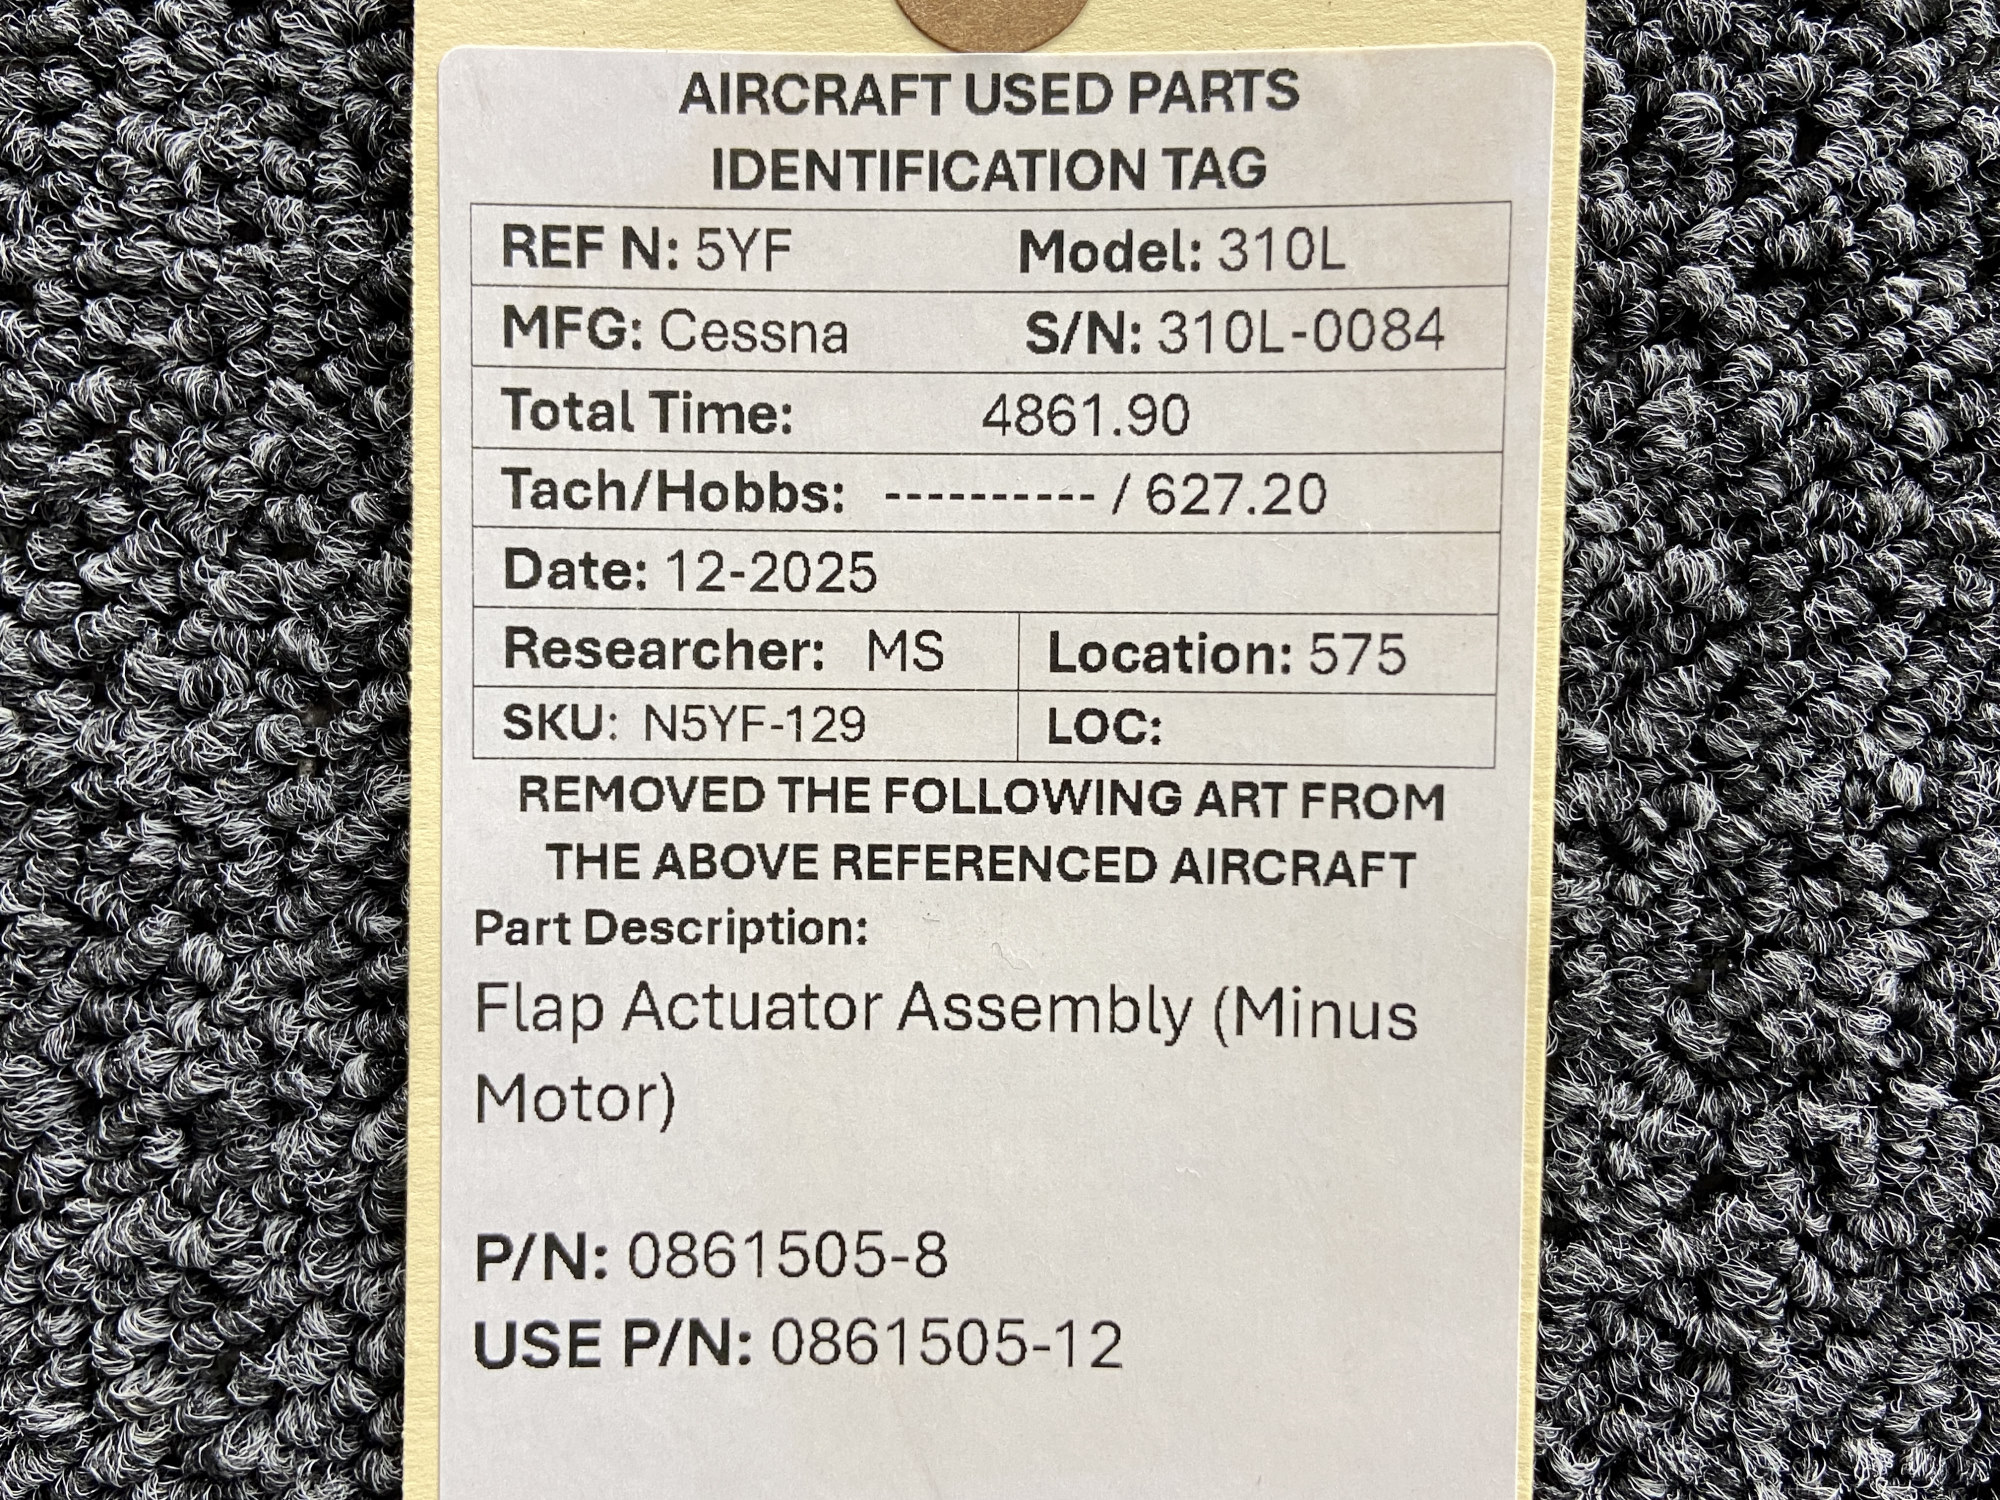 AIRCRAFT USED PARTS
IDENTIFICATION TAG
REF N: 5YF Model: 310L
MFG: Cessna S/N: 310L-0084
Total Time: 4861.90
Tach/Hobbs: ---------- / 627.20
Date: 12-2025
Researcher: MS Location: 575
SKU: N5YF-129 LOC:
REMOVED THE FOLLOWING ART FROM
THE ABOVE REFERENCED AIRCRAFT
Part Description:
Flap Actuator Assembly (Minus
Motor)
P/N: 0861505-8
USE P/N: 0861505-12